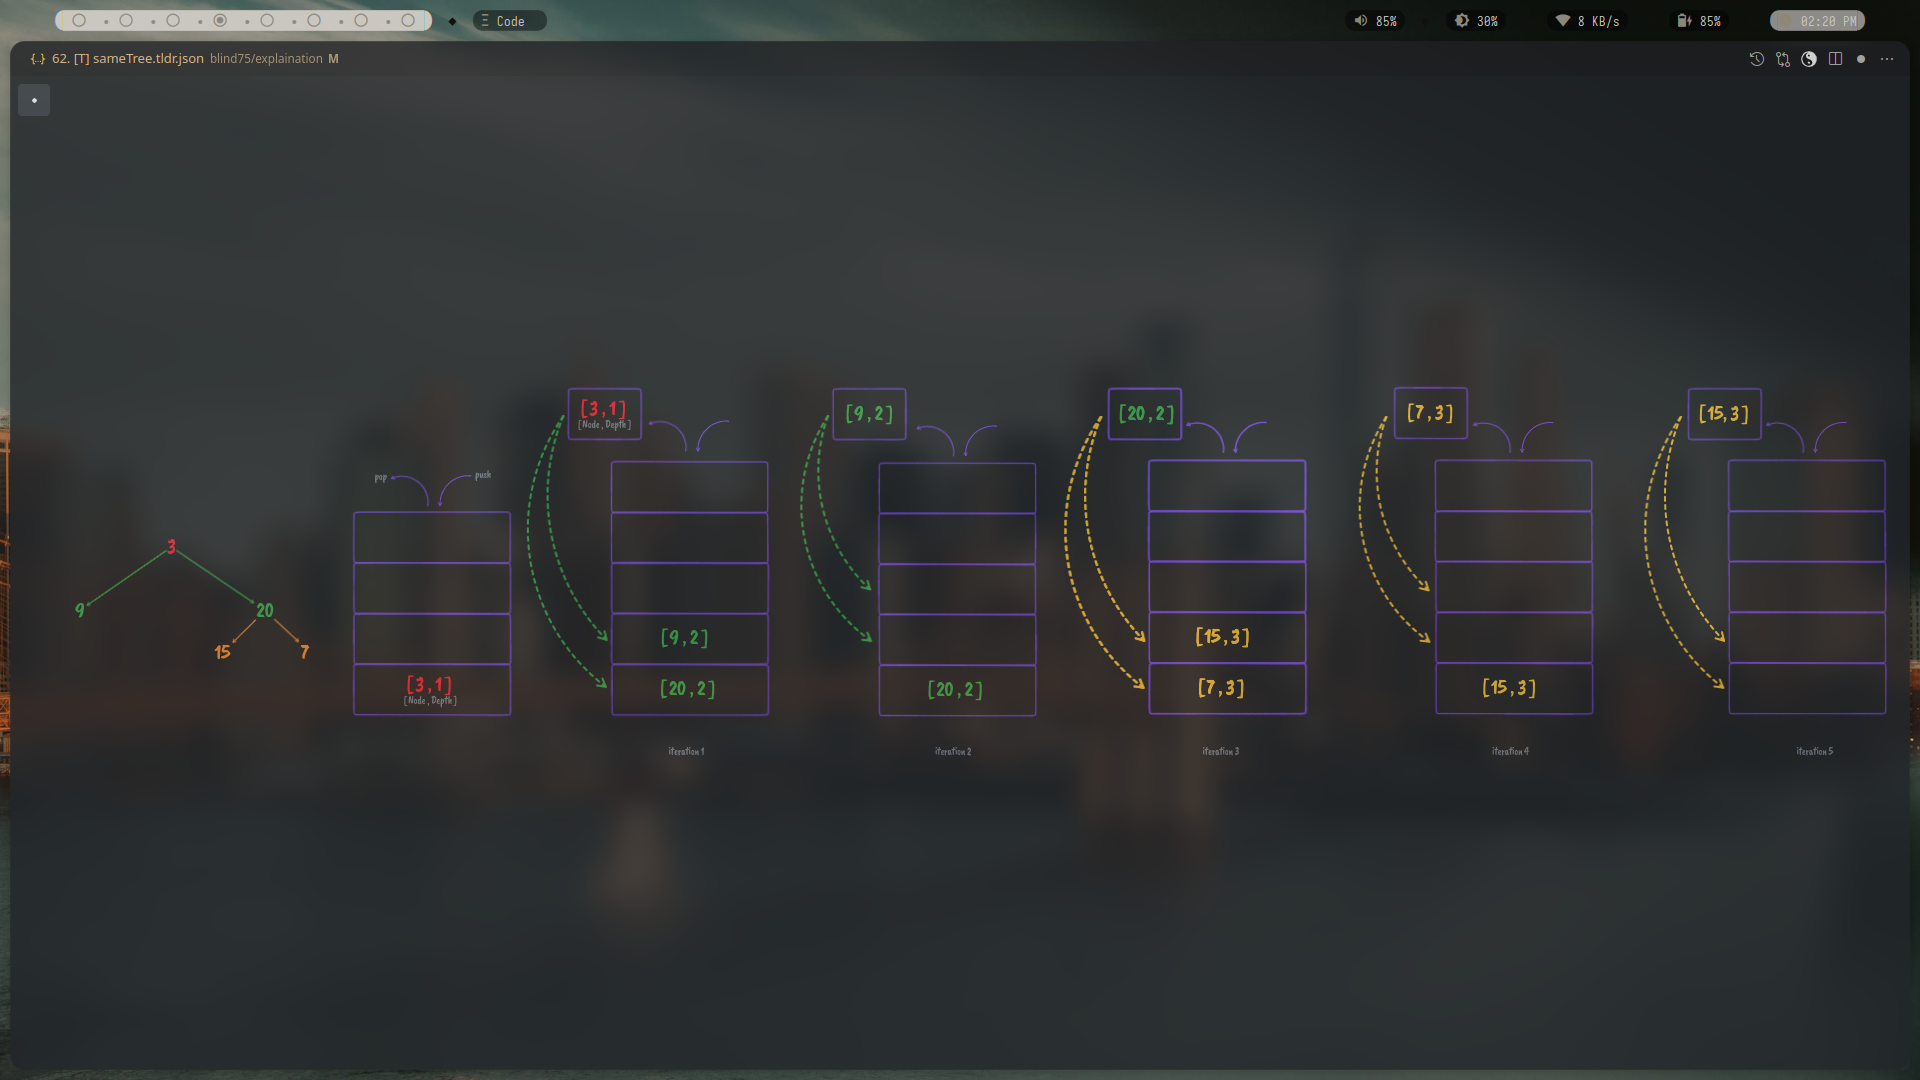 Code
85%
30%
8 KB/s
85%
02:20 PM
{..} 62. [T] sameTree.tldr.json blind75/explaination M
[3,1]
[Node, Depth]
[9,2]
[20,2]
[7,3]
[15,3]
pop
push
3
9
20
15
7
[9,2]
[15,3]
[3,1]
[Node, Depth]
[20,2]
[20,2]
[7,3]
[15,3]
iteration 1
iteration 2
iteration 3
iteration 4
iteration 5